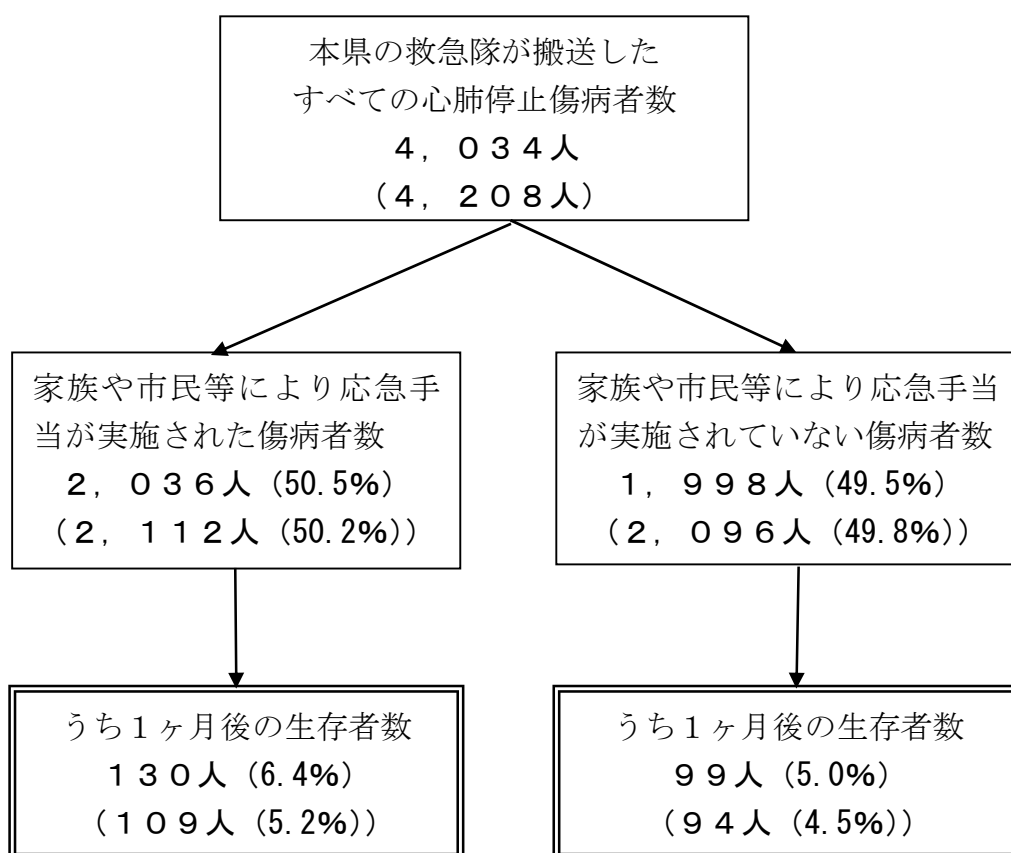 本県の救急隊が搬送した
すべての心肺停止傷病者数
４，０３４人
（４，２０８人）
家族や市民等により応急手
当が実施された傷病者数
２，０３６人（50.5%）
（２，１１２人（50.2%））
家族や市民等により応急手当
が実施されていない傷病者数
１，９９８人（49.5%）
（２，０９６人（49.8%））
うち１ヶ月後の生存者数
１３０人（6.4%）
（１０９人（5.2%））
うち１ヶ月後の生存者数
９９人（5.0%）
（９４人（4.5%））